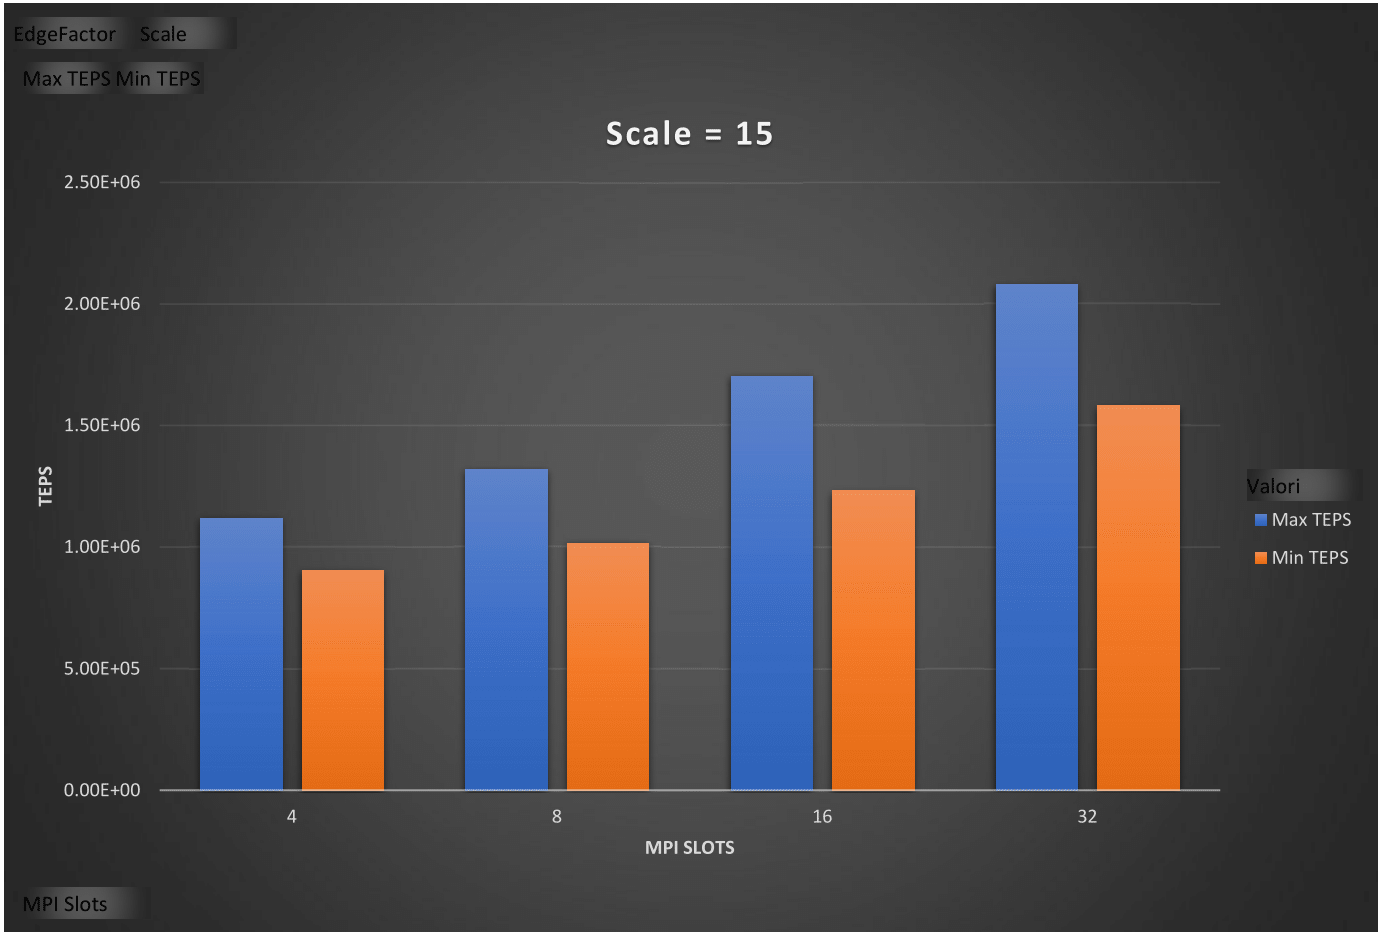 EdgeFactor Scale
Max TEPS Min TEPS
Scale = 15
2.50E+06
2.00E+06
1.50E+06
1.00E+06
5.00E+05
0.00E+00
TEPS
4 8 16 32
MPI SLOTS
Valori
Max TEPS
Min TEPS
MPI Slots